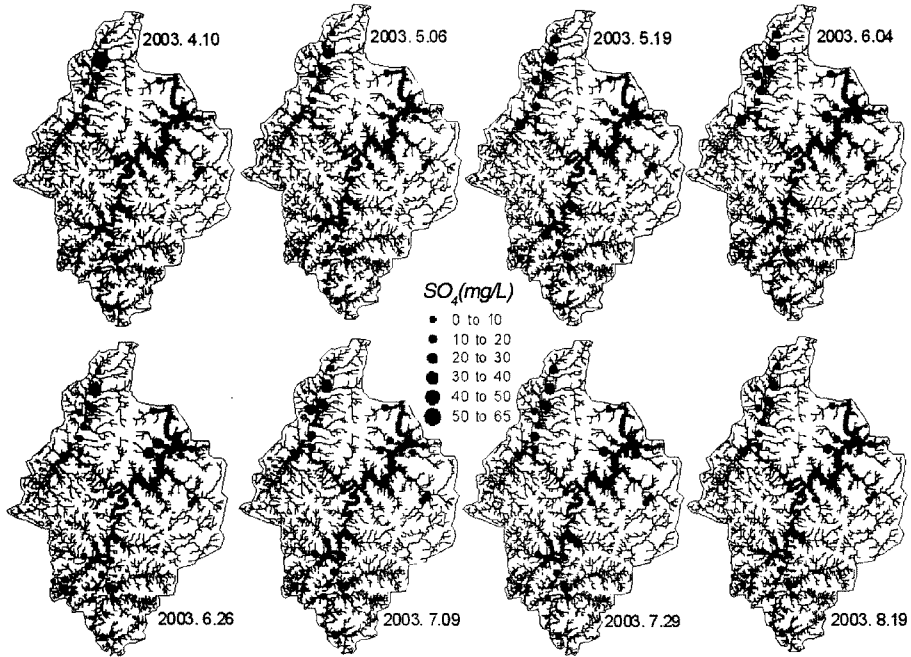 2003. 4.10
2003. 5.06
2003. 5.19
2003. 6.04
SO4(mg/L)
0 to 10
10 to 20
20 to 30
30 to 40
40 to 50
50 to 65
2003. 6.26
2003. 7.09
2003. 7.29
2003. 8.19